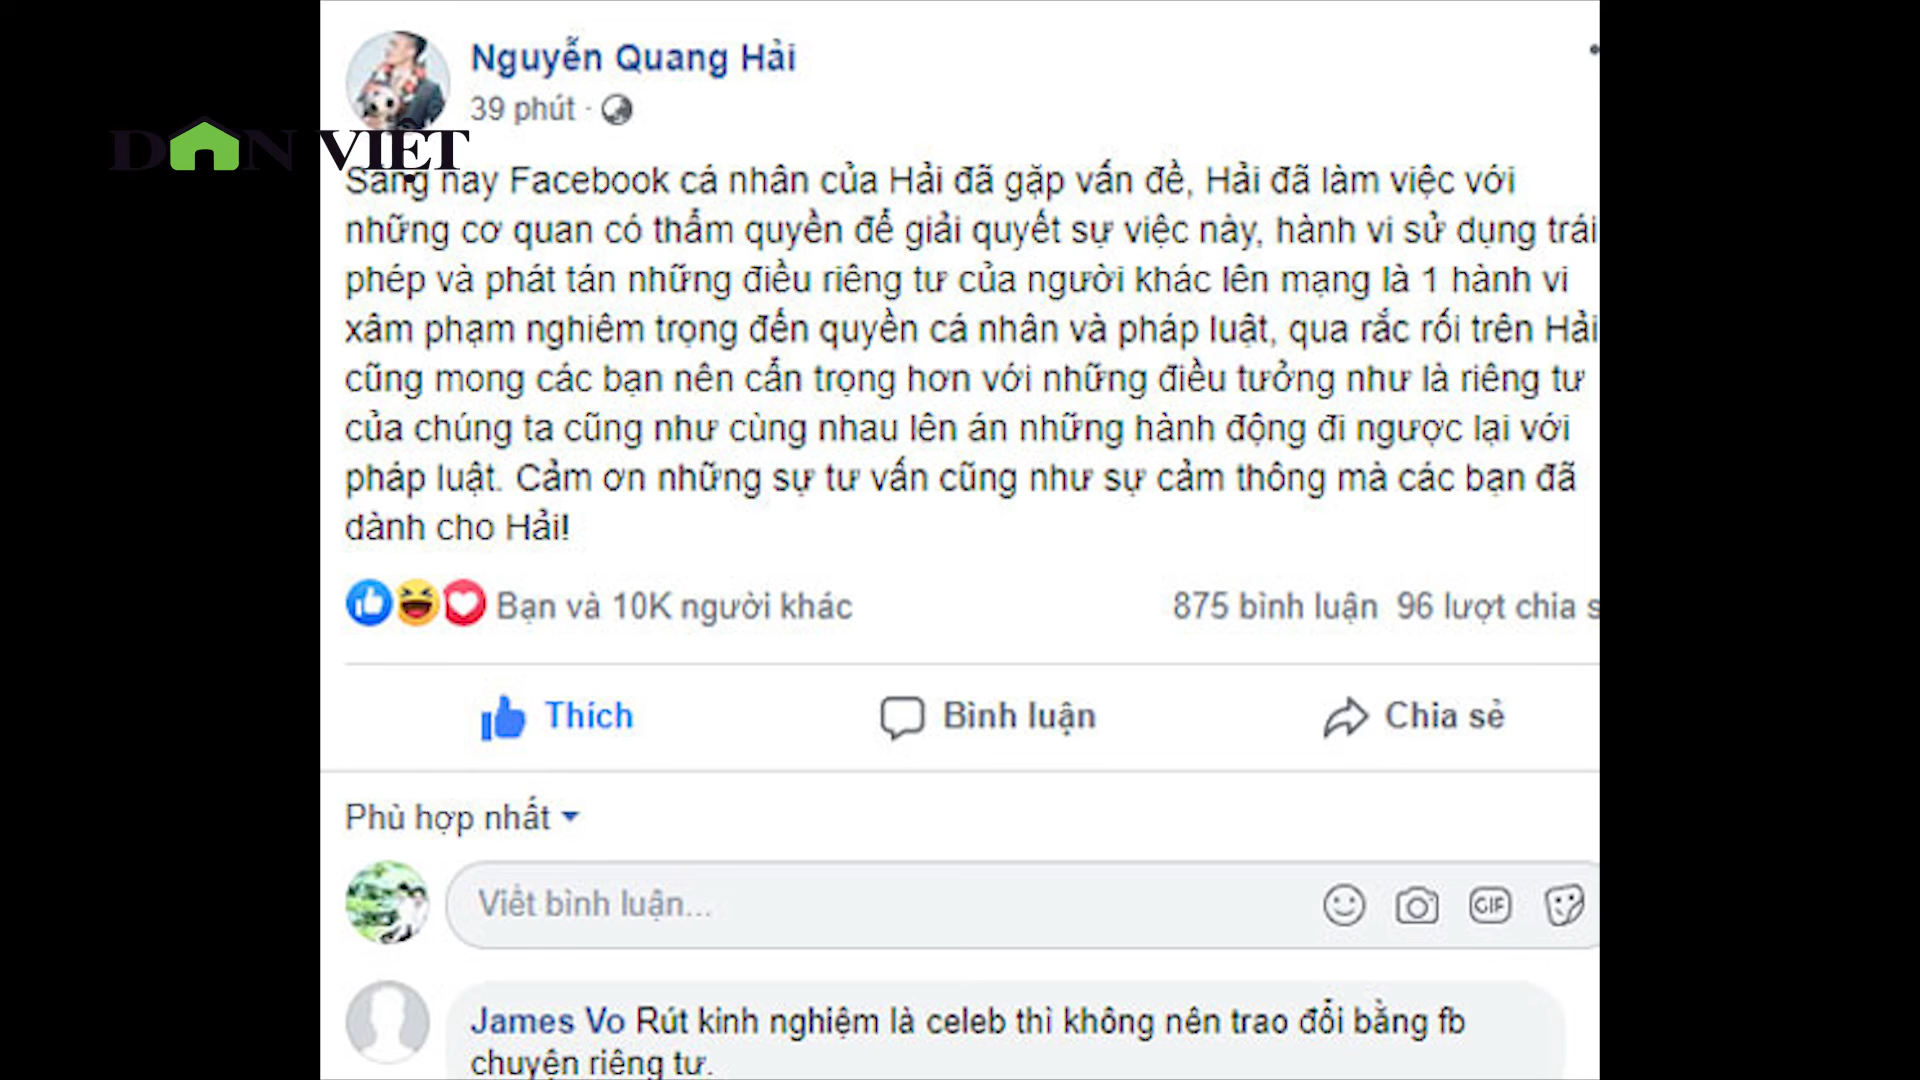 Nguyễn Quang Hải
39 phút ·
DÂN VIỆT
Sáng nay Facebook cá nhân của Hải đã gặp vấn đề, Hải đã làm việc với
những cơ quan có thẩm quyền để giải quyết sự việc này, hành vi sử dụng trái
phép và phát tán những điều riêng tư của người khác lên mạng là 1 hành vi
xâm phạm nghiêm trọng đến quyền cá nhân và pháp luật, qua rắc rối trên Hải
cũng mong các bạn nên cẩn trọng hơn với những điều tưởng như là riêng tư
của chúng ta cũng như cùng nhau lên án những hành động đi ngược lại với
pháp luật. Cảm ơn những sự tư vấn cũng như sự cảm thông mà các bạn đã
dành cho Hải!
Bạn và 10K người khác 875 bình luận 96 lượt chia s
Thích Bình luận Chia sẻ
Phù hợp nhất
Viết bình luận...
GIF
James Vo Rút kinh nghiệm là celeb thì không nên trao đổi bằng fb
chuyện riêng tư.